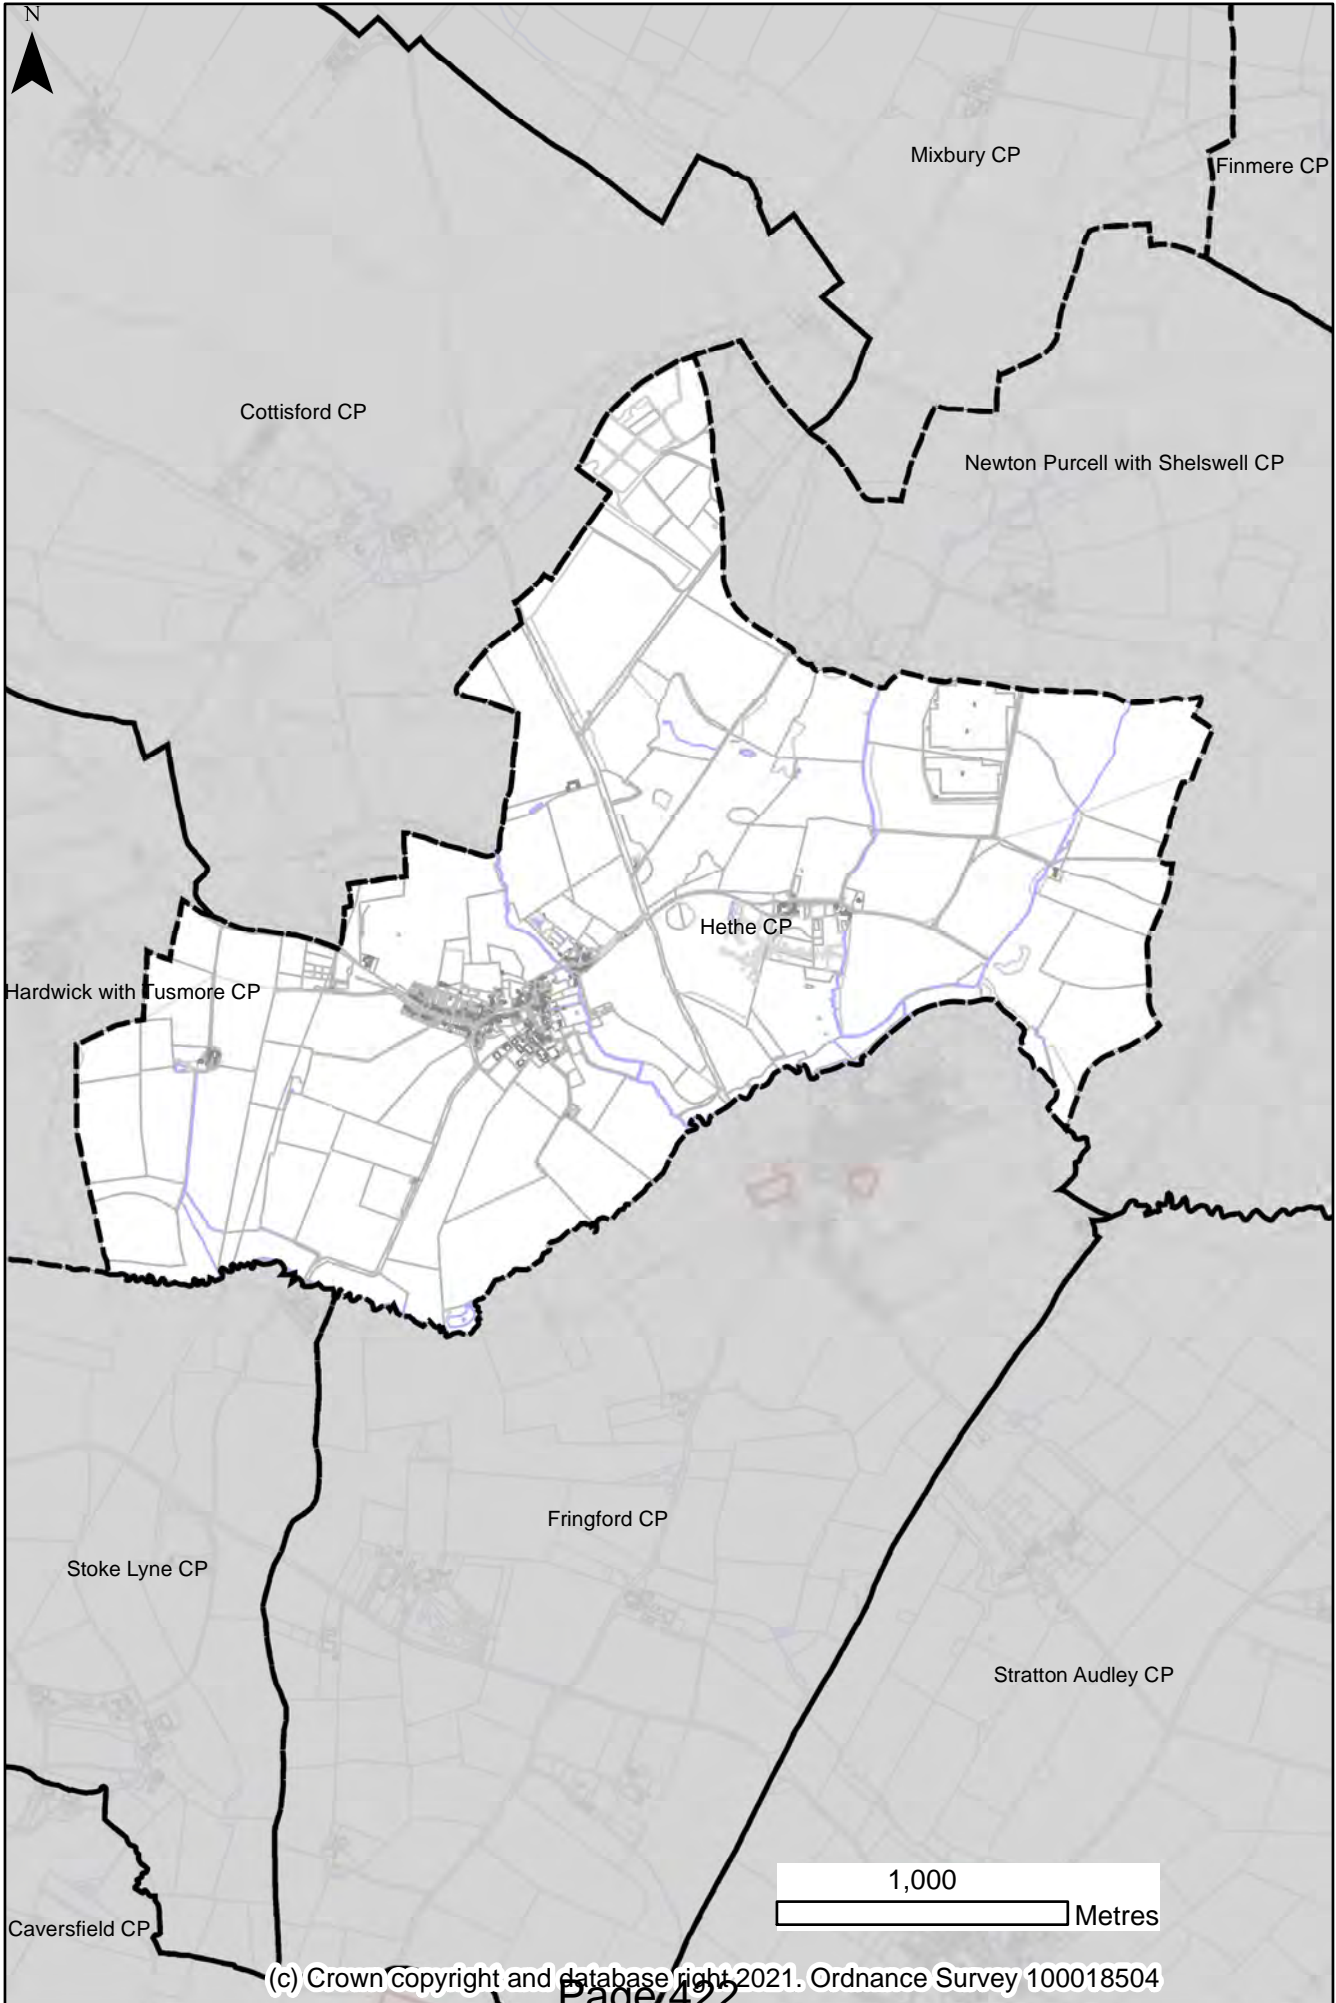 N
Mixbury CP
Finmere CP
Cottisford CP
Newton Purcell with Shelswell CP
Hethe CP
Hardwick with Tusmore CP
Fringford CP
Stoke Lyne CP
Stratton Audley CP
1,000
Metres
Caversfield CP
(c) Crown copyright and database right 2021. Ordnance Survey 100018504
Page 422